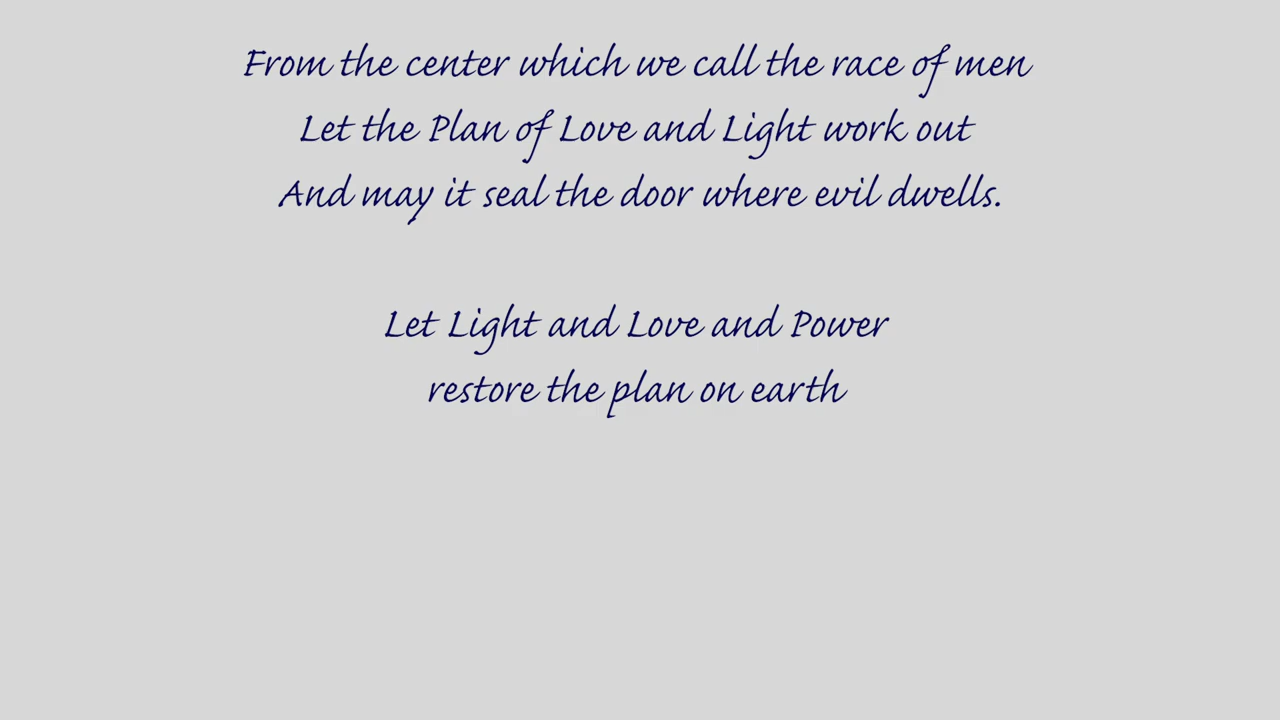 From the center which we call the race of men
Let the Plan of Love and Light work out
And may it seal the door where evil dwells.
Let Light and Love and Power
restore the plan on earth